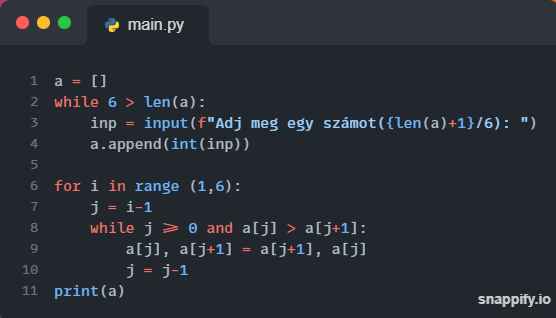 main.py
1 a = []
2 while 6 > len(a):
3     inp = input(f"Adj meg egy számot({len(a)+1}/6): ")
4     a.append(int(inp))
5
6 for i in range (1,6):
7     j = i-1
8     while j >= 0 and a[j] > a[j+1]:
9         a[j], a[j+1] = a[j+1], a[j]
10         j = j-1
11 print(a)
snappify.io